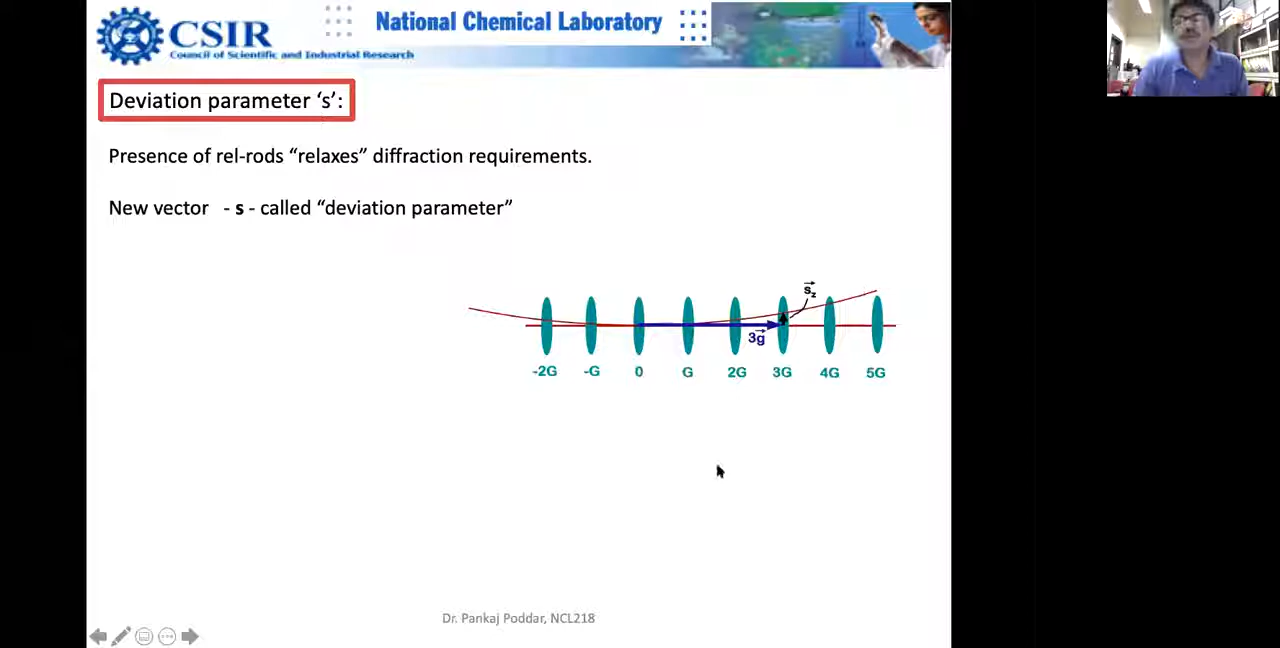 CSIR
Council of Scientific and Industrial Research
National Chemical Laboratory
Deviation parameter ‘s’:
Presence of rel-rods “relaxes” diffraction requirements.
New vector - s - called “deviation parameter”
s⃗z
3g⃗
-2G -G 0 G 2G 3G 4G 5G
Dr. Pankaj Poddar, NCL218